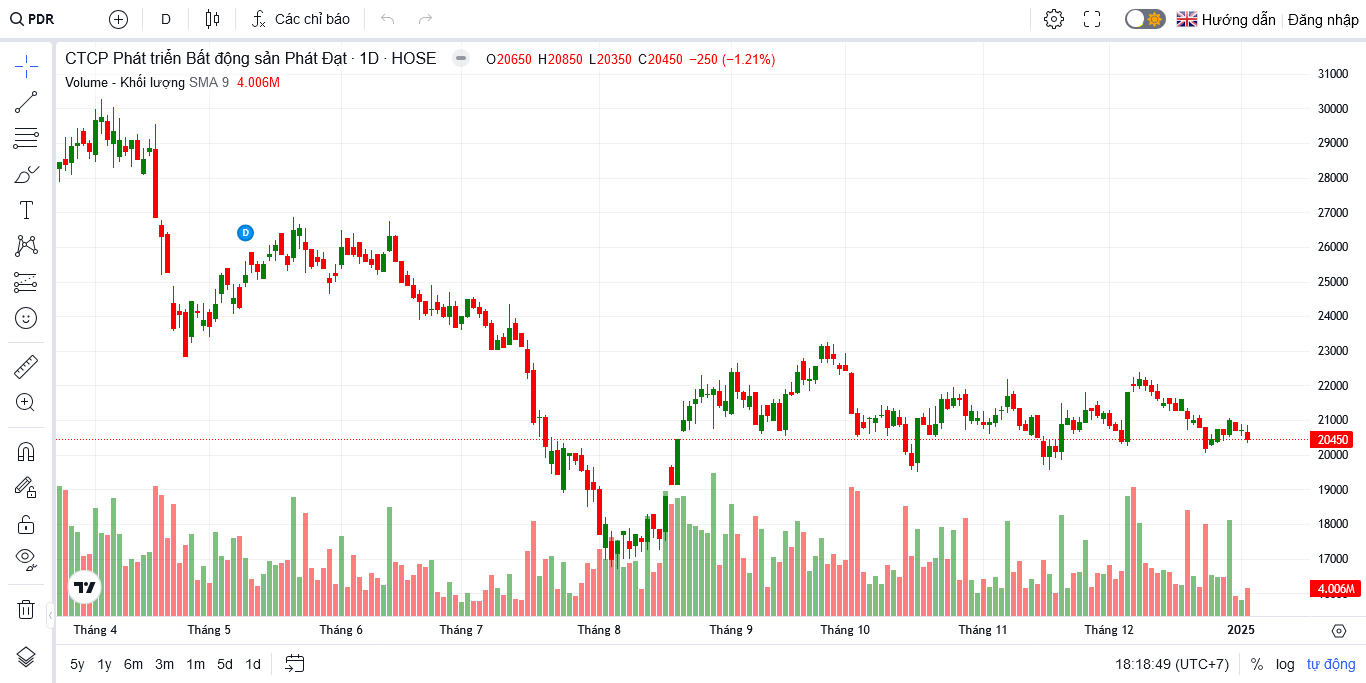 PDR D Các chỉ báo Hướng dẫn Đăng nhập
CTCP Phát triển Bất động sản Phát Đạt · 1D · HOSE O20650 H20850 L20350 C20450 −250 (−1.21%)
Volume - Khối lượng SMA 9 4.006M
31000
30000
29000
28000
27000
D
26000
25000
24000
23000
22000
21000
20450
20000
19000
18000
17000
4.006M
Tháng 4 Tháng 5 Tháng 6 Tháng 7 Tháng 8 Tháng 9 Tháng 10 Tháng 11 Tháng 12 2025
5y 1y 6m 3m 1m 5d 1d 18:18:49 (UTC+7) % log tự động